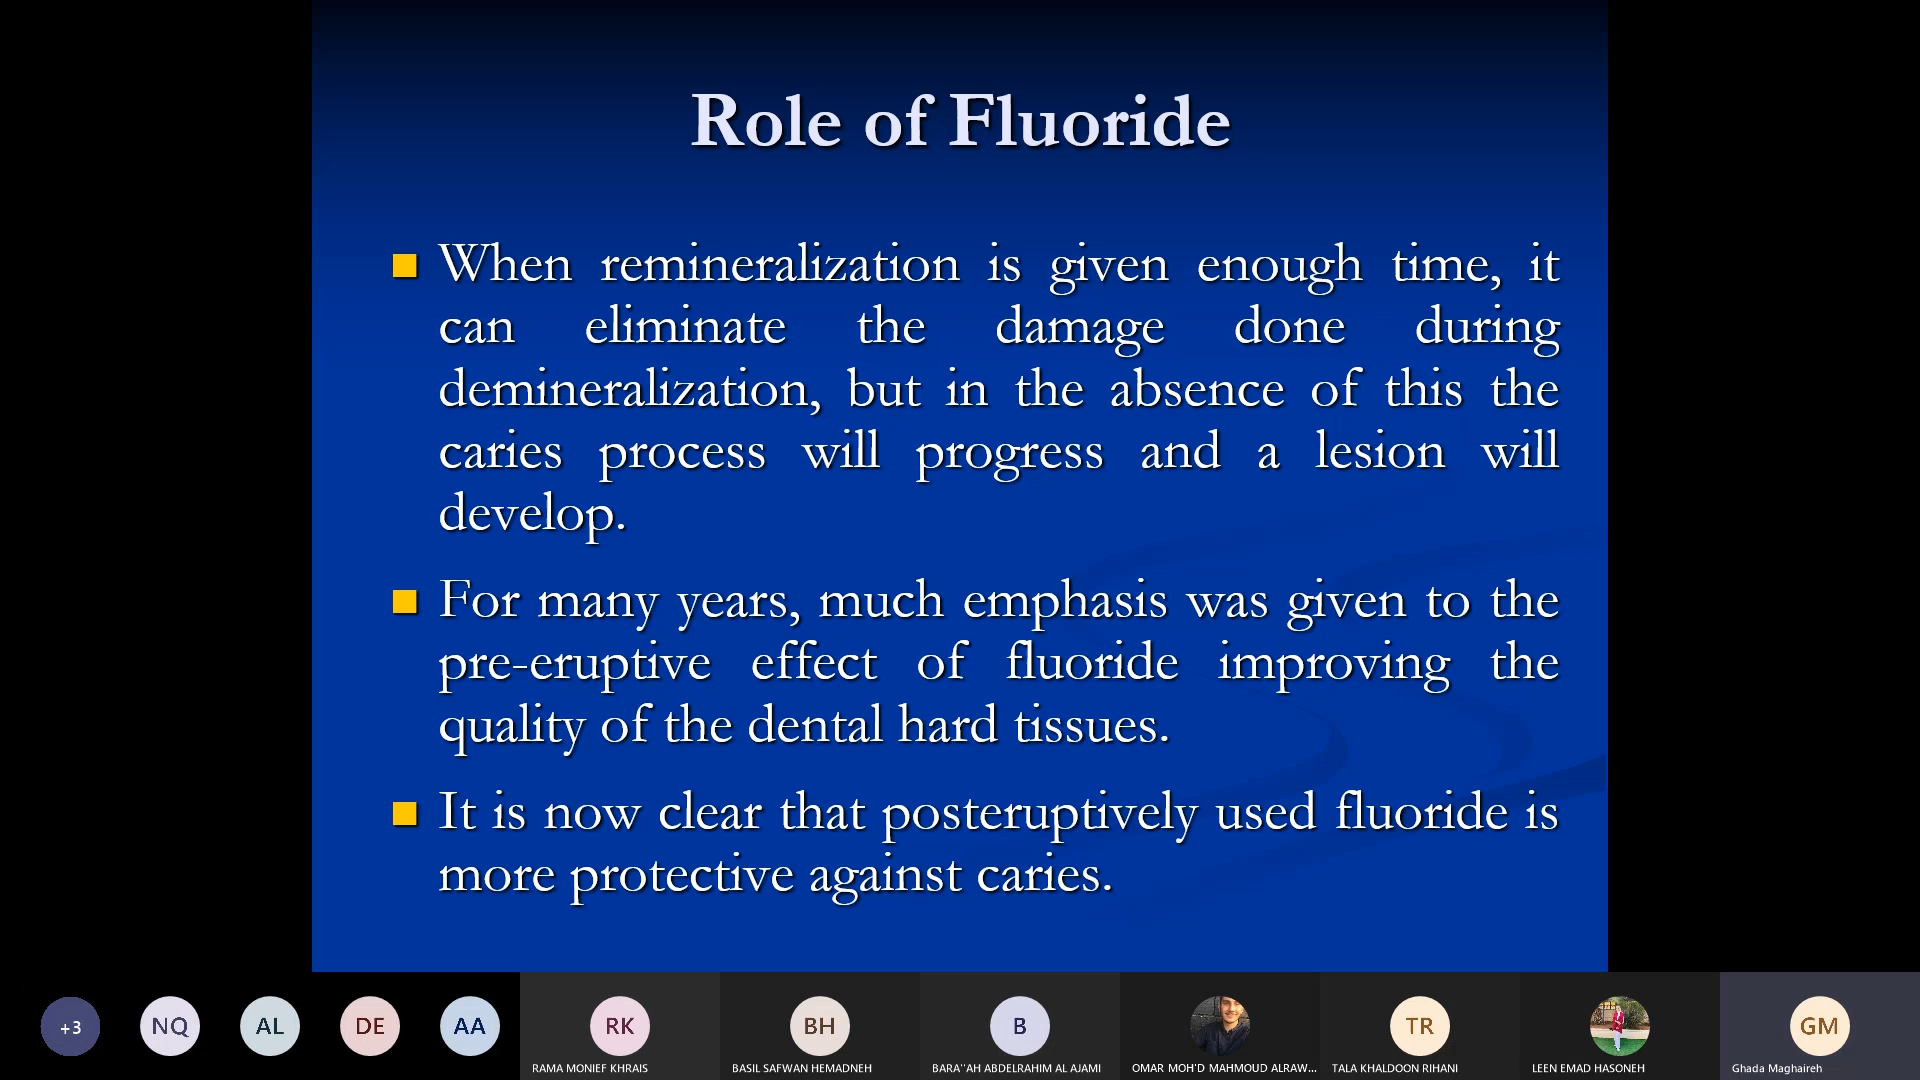 Role of Fluoride
When remineralization is given enough time, it
can eliminate the damage done during
demineralization, but in the absence of this the
caries process will progress and a lesion will
develop.
For many years, much emphasis was given to the
pre-eruptive effect of fluoride improving the
quality of the dental hard tissues.
It is now clear that posteruptively used fluoride is
more protective against caries.
+3
NQ
AL
DE
AA
RK
BH
B
TR
GM
RAMA MONIEF KHRAIS
BASIL SAFWAN HEMADNEH
BARA''AH ABDELRAHIM AL AJAMI
OMAR MOH'D MAHMOUD ALRAW...
TALA KHALDOON RIHANI
LEEN EMAD HASONEH
Ghada Maghaireh